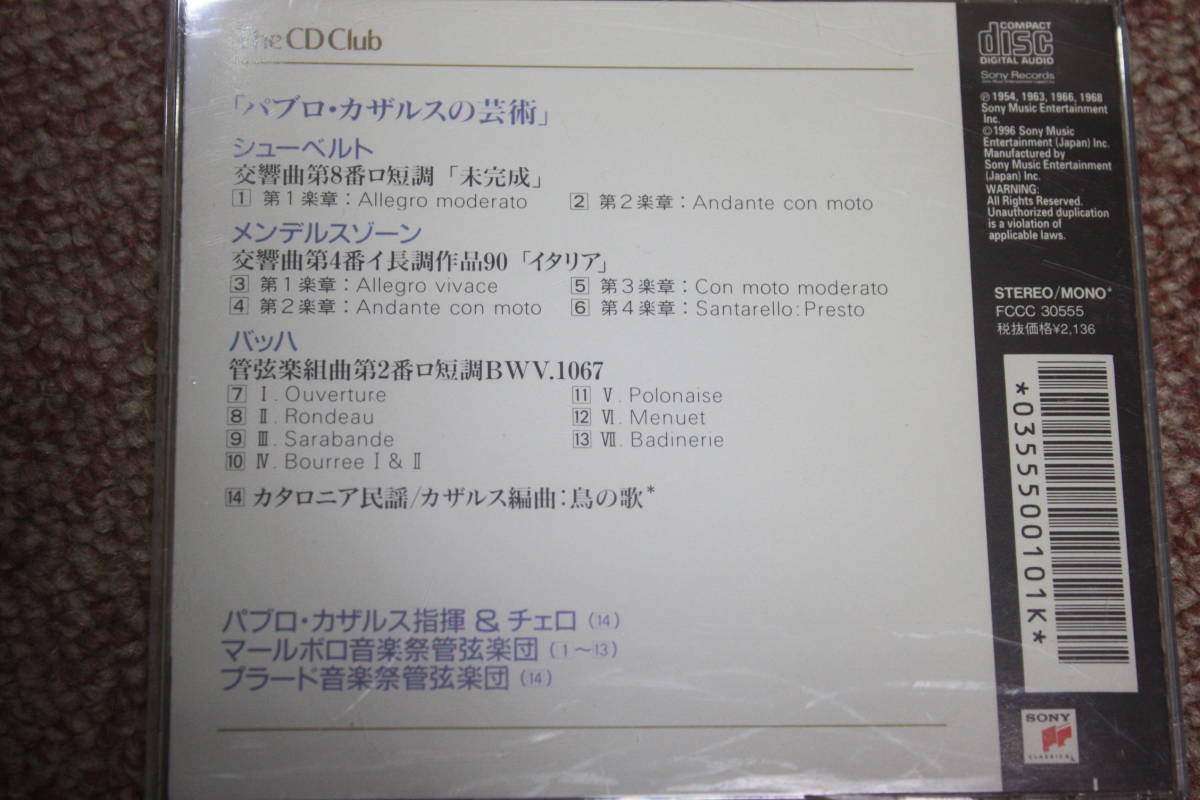 The CD Club
「パブロ・カザルスの芸術」
シューベルト
交響曲第8番ロ短調「未完成」
1 第1楽章：Allegro moderato 2 第2楽章：Andante con moto
メンデルスゾーン
交響曲第4番イ長調作品90「イタリア」
3 第1楽章：Allegro vivace 5 第3楽章：Con moto moderato
4 第2楽章：Andante con moto 6 第4楽章：Santarello：Presto
バッハ
管弦楽組曲第2番ロ短調BWV.1067
7 Ⅰ. Ouverture 11 Ⅴ. Polonaise
8 Ⅱ. Rondeau 12 Ⅵ. Menuet
9 Ⅲ. Sarabande 13 Ⅶ. Badinerie
10 Ⅳ. Bourree Ⅰ & Ⅱ
14 カタロニア民謡/カザルス編曲：鳥の歌*
パブロ・カザルス指揮 & チェロ (14)
マールボロ音楽祭管弦楽団 (1〜13)
プラード音楽祭管弦楽団 (14)
COMPACT
disc
DIGITAL AUDIO
Sony Records
℗1954, 1963, 1966, 1968
Sony Music Entertainment
Inc.
©1996 Sony Music
Entertainment (Japan) Inc.
Manufactured by
Sony Music Entertainment
(Japan) Inc.
WARNING:
All Rights Reserved.
Unauthorized duplication
is a violation of
applicable laws.
STEREO/MONO*
FCCC 30555
税抜価格¥2,136
*0355500101K*
SONY
CLASSICAL